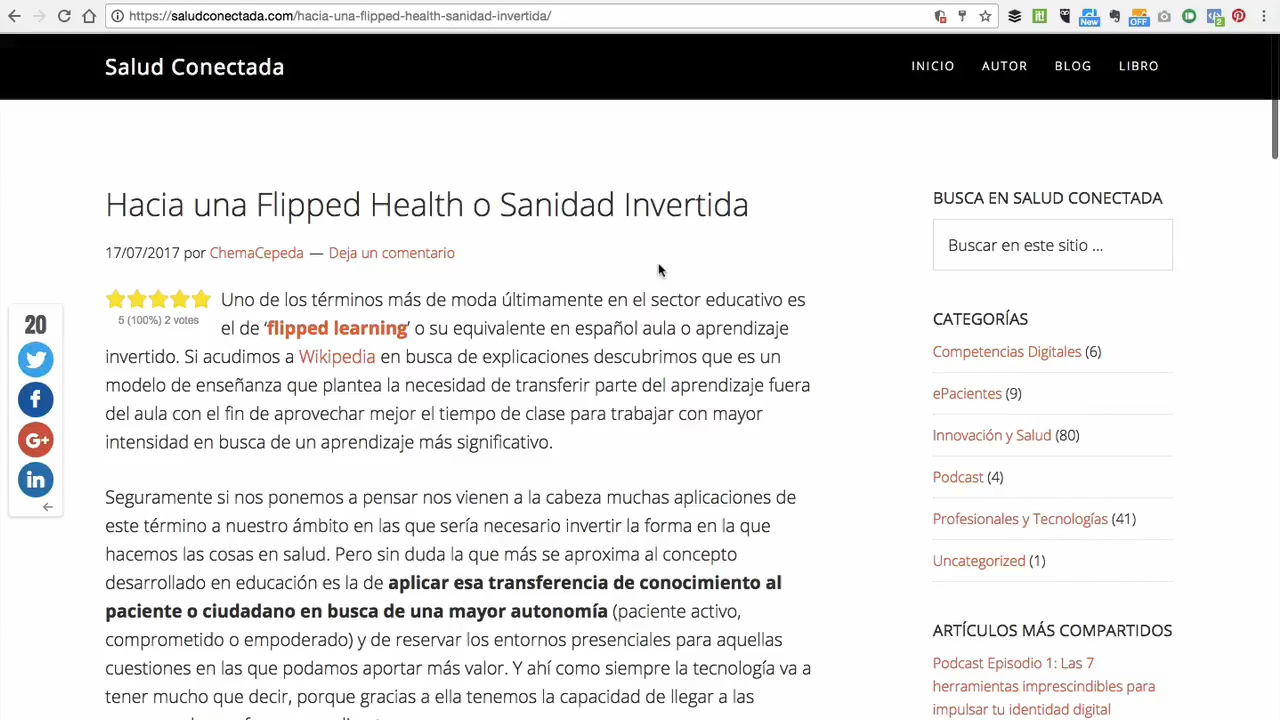 https://saludconectada.com/hacia-una-flipped-health-sanidad-invertida/
it!
New
OFF
2
Salud Conectada
INICIO
AUTOR
BLOG
LIBRO
Hacia una Flipped Health o Sanidad Invertida
17/07/2017 por ChemaCepeda — Deja un comentario
5 (100%) 2 votes
Uno de los términos más de moda últimamente en el sector educativo es
el de ‘flipped learning’ o su equivalente en español aula o aprendizaje
invertido. Si acudimos a Wikipedia en busca de explicaciones descubrimos que es un
modelo de enseñanza que plantea la necesidad de transferir parte del aprendizaje fuera
del aula con el fin de aprovechar mejor el tiempo de clase para trabajar con mayor
intensidad en busca de un aprendizaje más significativo.
Seguramente si nos ponemos a pensar nos vienen a la cabeza muchas aplicaciones de
este término a nuestro ámbito en las que sería necesario invertir la forma en la que
hacemos las cosas en salud. Pero sin duda la que más se aproxima al concepto
desarrollado en educación es la de aplicar esa transferencia de conocimiento al
paciente o ciudadano en busca de una mayor autonomía (paciente activo,
comprometido o empoderado) y de reservar los entornos presenciales para aquellas
cuestiones en las que podamos aportar más valor. Y ahí como siempre la tecnología va a
tener mucho que decir, porque gracias a ella tenemos la capacidad de llegar a las
20
f
G+
in
BUSCA EN SALUD CONECTADA
Buscar en este sitio ...
CATEGORÍAS
Competencias Digitales (6)
ePacientes (9)
Innovación y Salud (80)
Podcast (4)
Profesionales y Tecnologías (41)
Uncategorized (1)
ARTÍCULOS MÁS COMPARTIDOS
Podcast Episodio 1: Las 7
herramientas imprescindibles para
impulsar tu identidad digital